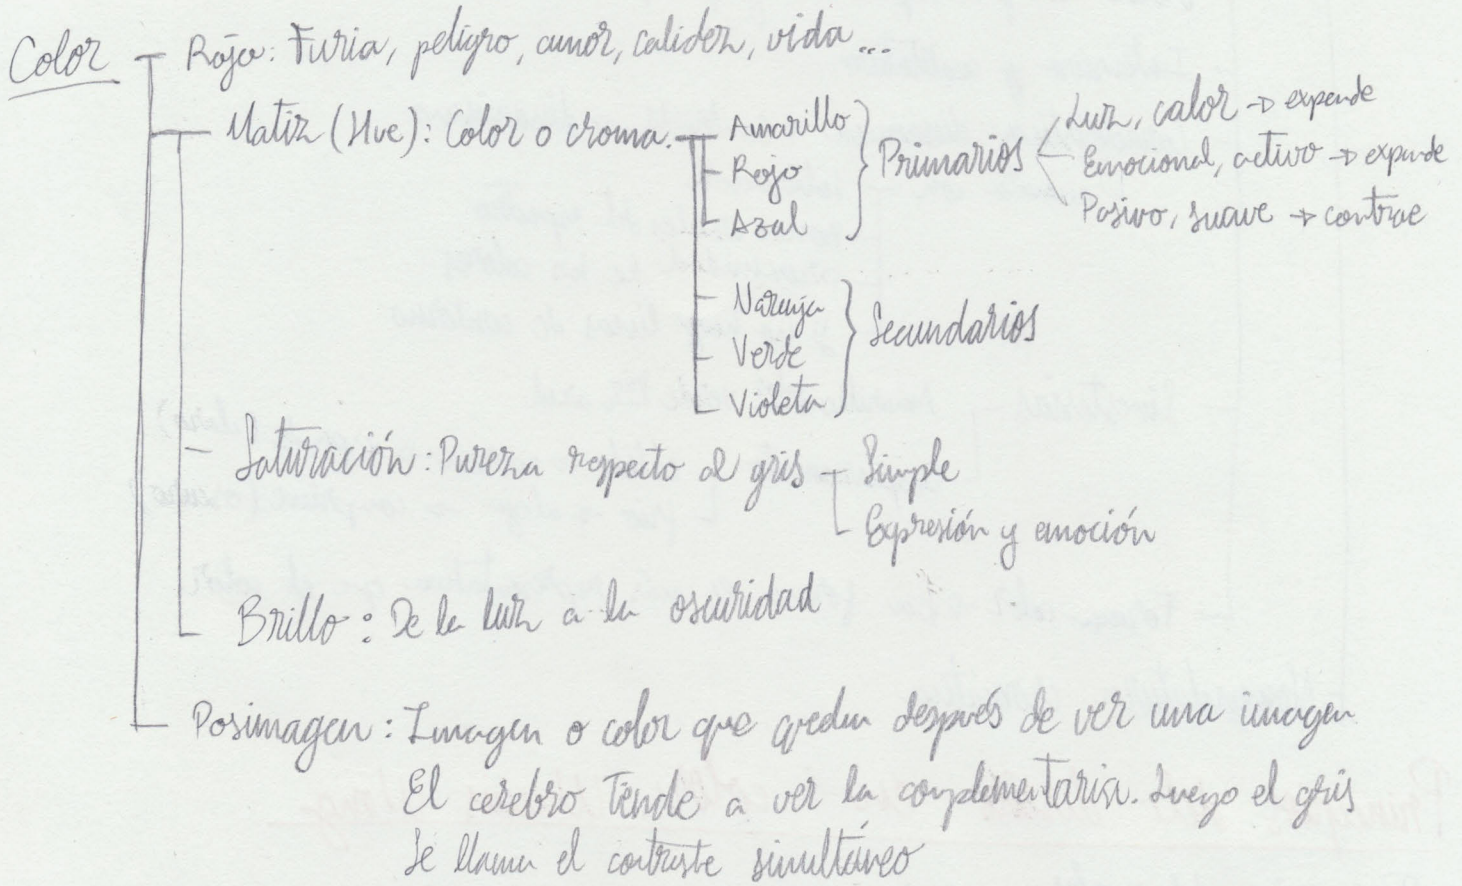 Color
Rojo: Furia, peligro, amor, calidez, vida...
Matiz (Hue): Color o croma.
Amarillo
Rojo
Azul
Primarios
Luz, calor → expande
Emocional, activo → expande
Pasivo, suave → contrae
Naranja
Verde
Violeta
Secundarios
Saturación: Pureza respecto al gris
Simple
Expresión y emoción
Brillo: De la luz a la oscuridad
Posimagen: Imagen o color que queda después de ver una imagen
El cerebro tiende a ver la complementaria. Luego el gris
Se llama el contraste simultáneo